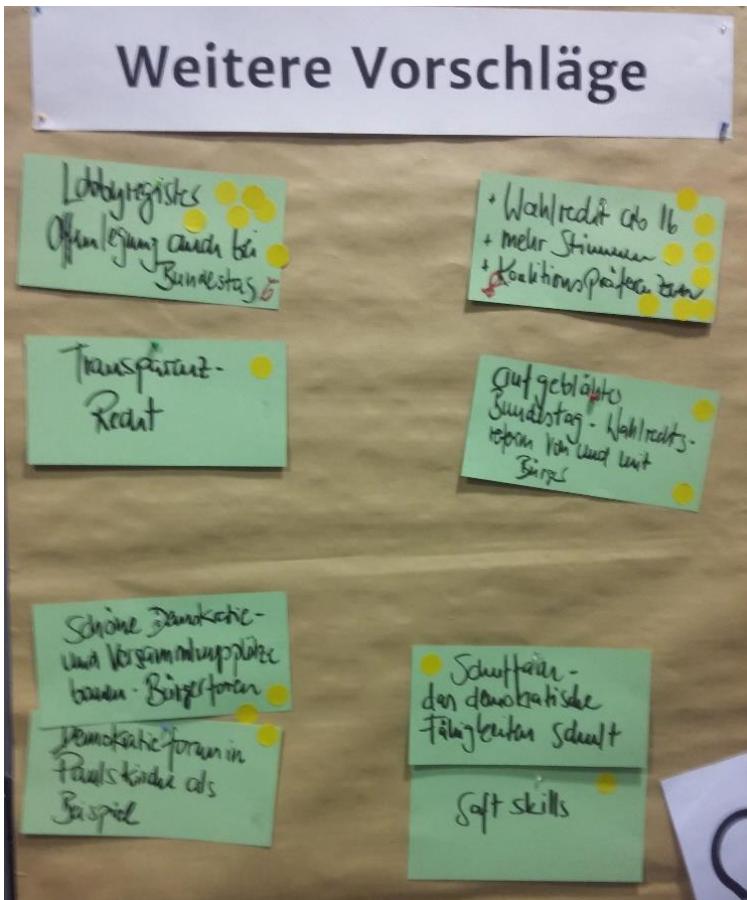 Weitere Vorschläge
Lobbyregister
Offenlegung auch bei
Bundestag 5
+ Wahlrecht ab 16
+ mehr Stimmen
+ Koalitionspräferenzen
8
Transparenz-
Recht
aufgeblähter
Bundestag - Wahlrechts-
reform von und mit
Bürger
Schöne Demokratie-
und Versammlungsplätze
bauen - Bürgerforen
Demokratieforum in
Paulskirche als
Beispiel
Schulfach -
das demokratische
Fähigkeiten schult
Soft skills